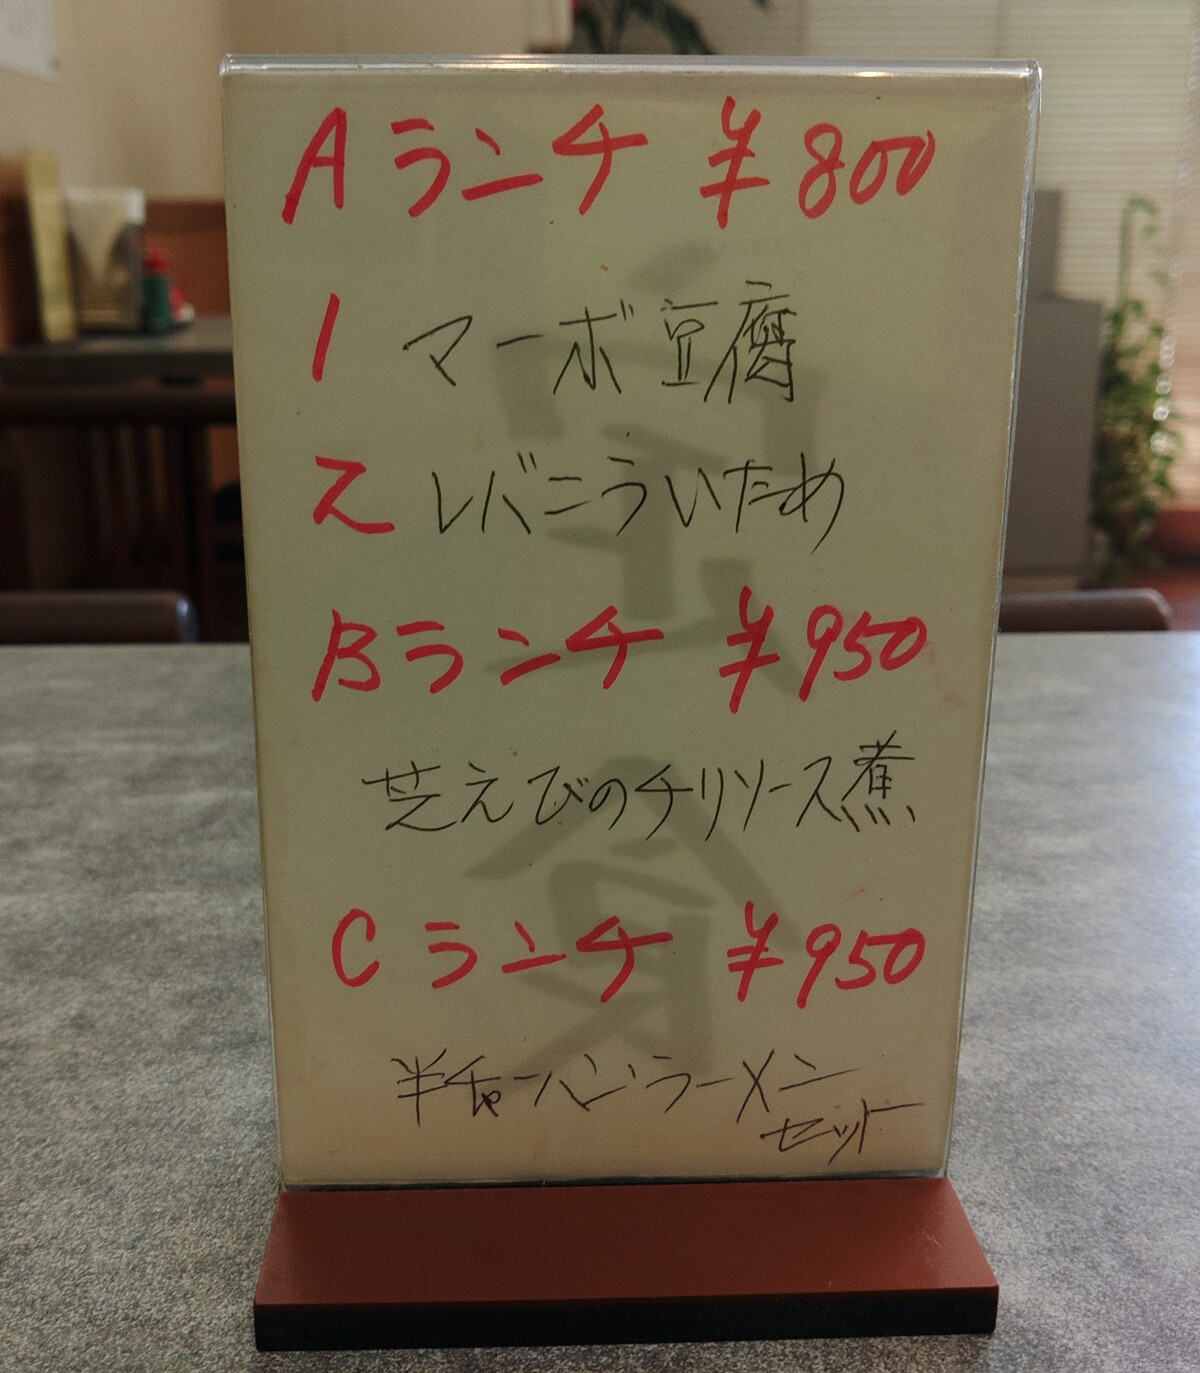 Aランチ ¥800
1 マーボ豆腐
2 レバニラいため
Bランチ ¥950
芝えびのチリソース煮
Cランチ ¥950
半チャーハンラーメン
セット